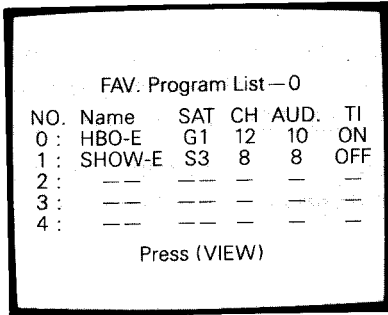 FAV. Program List—0
NO. Name SAT CH AUD. TI
0 : HBO-E G1 12 10 ON
1 : SHOW-E S3 8 8 OFF
2 : —— — — — —
3 : —— — — — —
4 : —— — — — —
Press (VIEW)